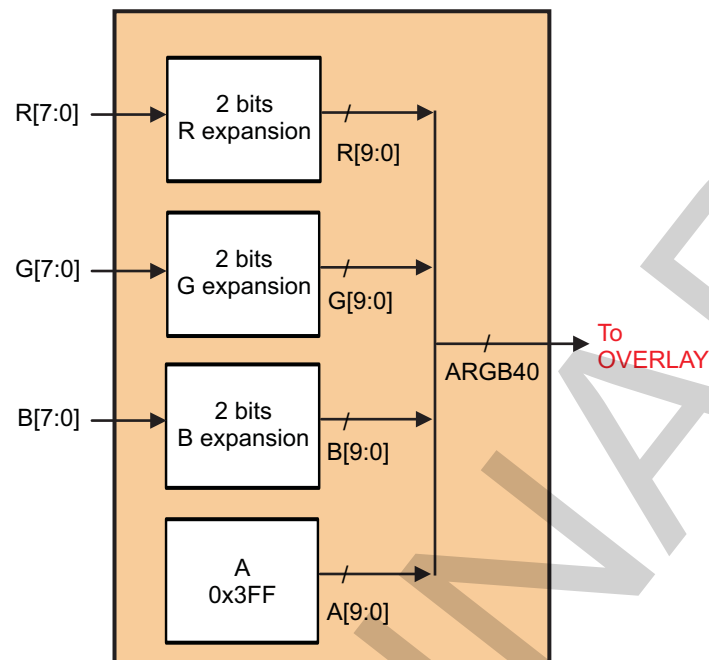 R[7:0]
2 bits
R expansion
R[9:0]
G[7:0]
2 bits
G expansion
G[9:0]
To
OVERLAY
ARGB40
B[7:0]
2 bits
B expansion
B[9:0]
A
0x3FF
A[9:0]